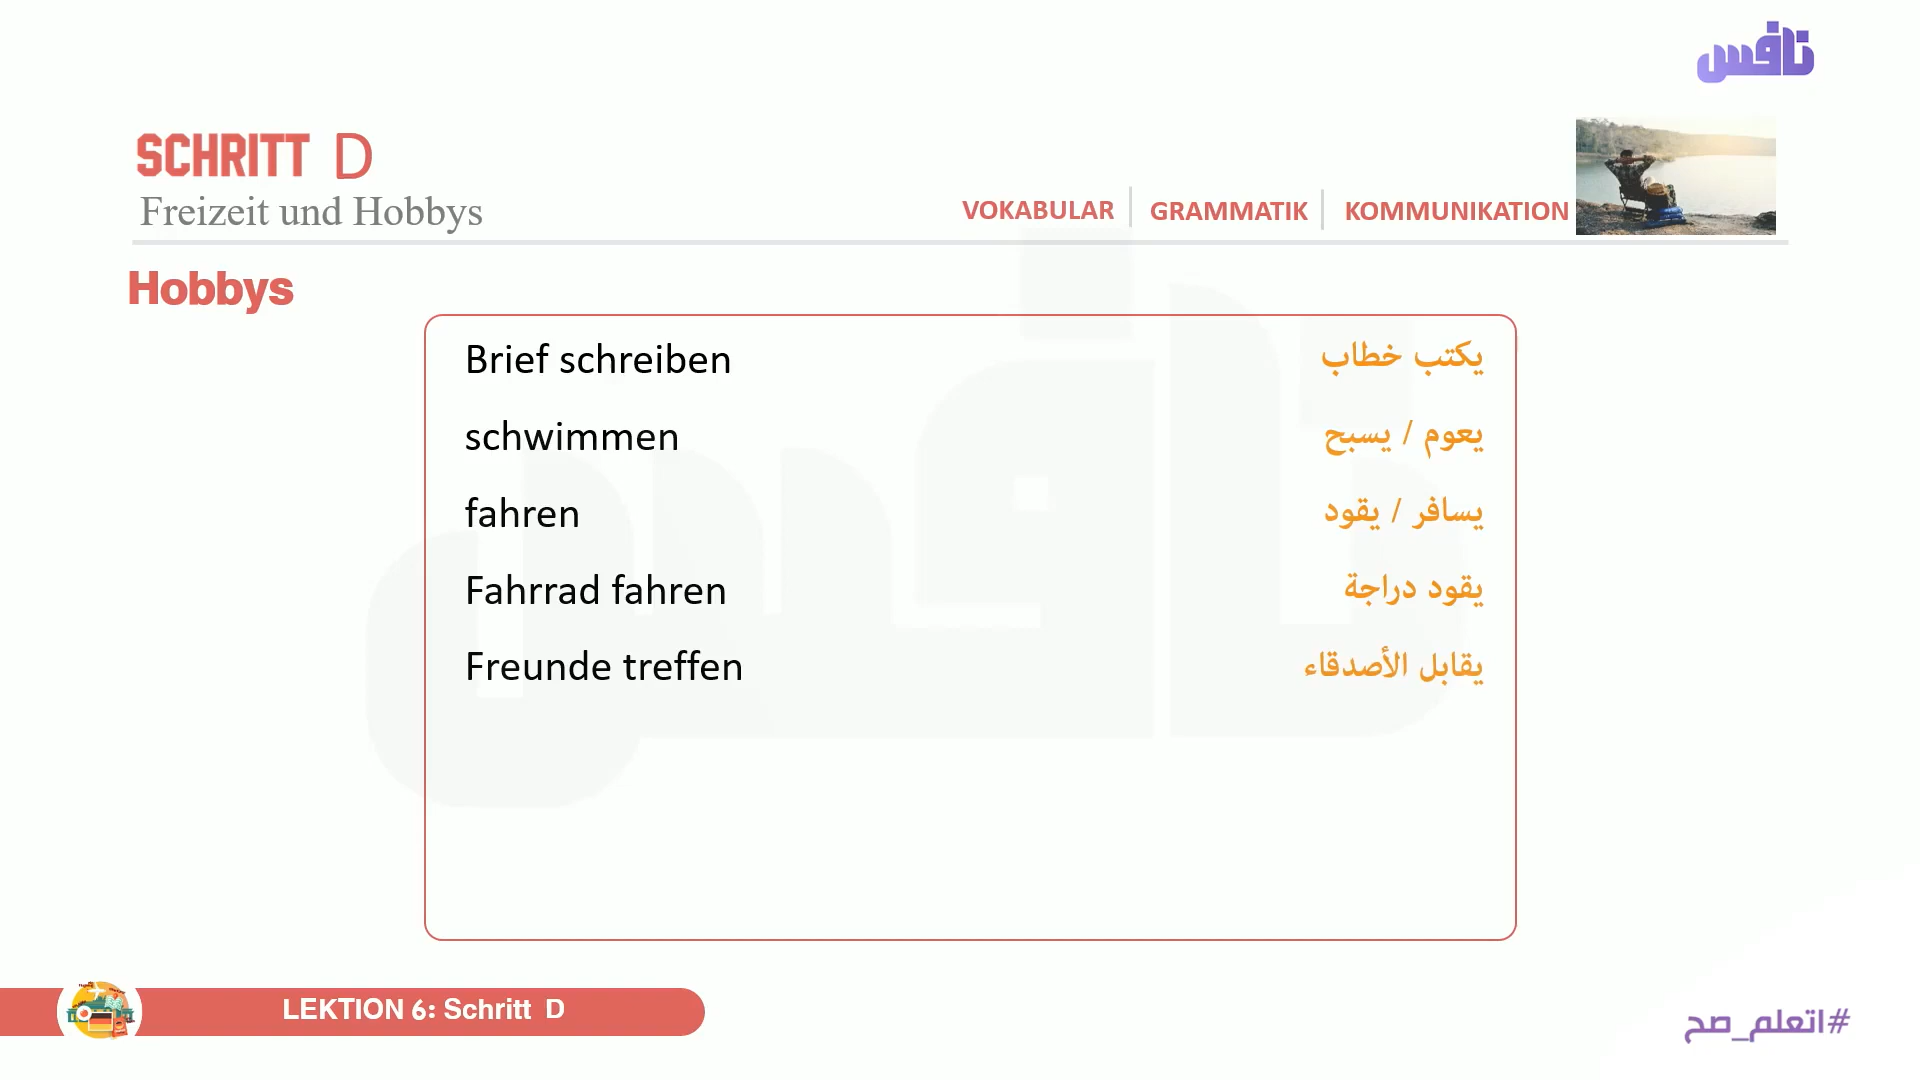 نافس
SCHRITT D
Freizeit und Hobbys
VOKABULAR
GRAMMATIK
KOMMUNIKATION
Hobbys
Brief schreiben يكتب خطاب
schwimmen يعوم / يسبح
fahren يسافر / يقود
Fahrrad fahren يقود دراجة
Freunde treffen يقابل الأصدقاء
LEKTION 6: Schritt D
#اتعلم_صح